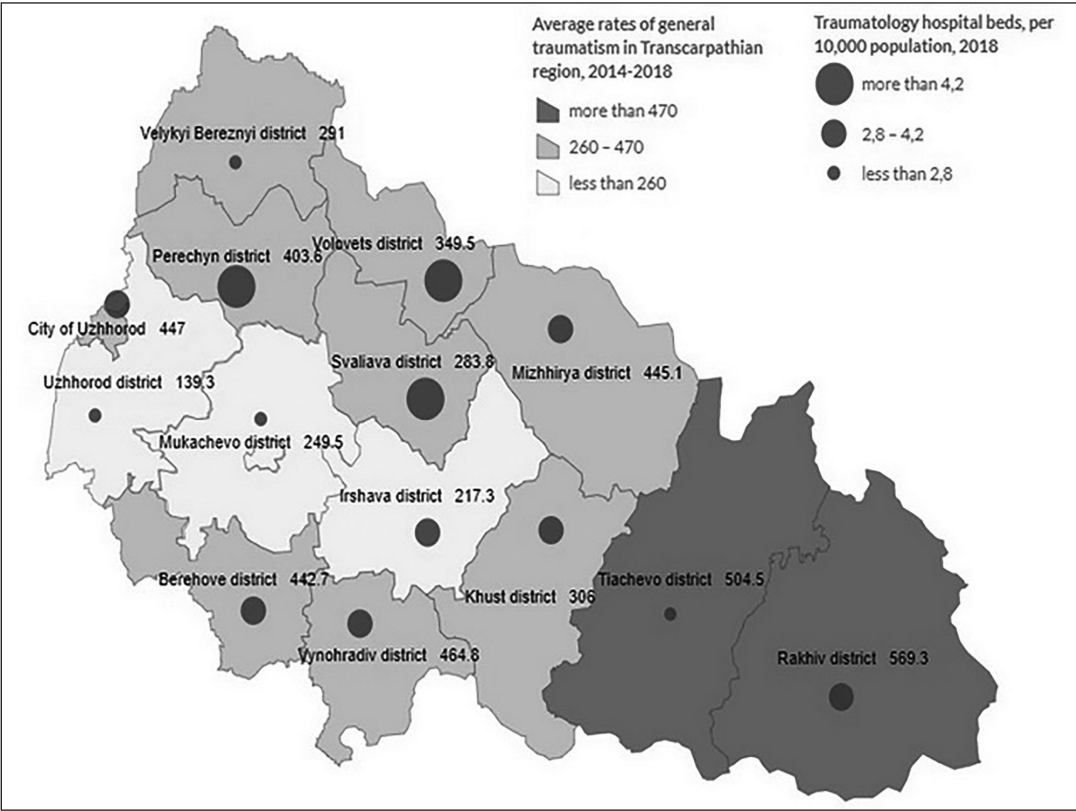 Average rates of general
traumatism in Transcarpathian
region, 2014-2018
more than 470
260 – 470
less than 260
Traumatology hospital beds, per
10,000 population, 2018
more than 4,2
2,8 – 4,2
less than 2,8
Velykyi Bereznyi district 291
Volovets district 349.5
Perechyn district 403.6
City of Uzhhorod 447
Svaliava district 283.8
Mizhhirya district 445.1
Uzhhorod district 139.3
Mukachevo district 249.5
Irshava district 217.3
Berehove district 442.7
Tiachevo district 504.5
Khust district 306
Vynohradiv district 464.8
Rakhiv district 569.3